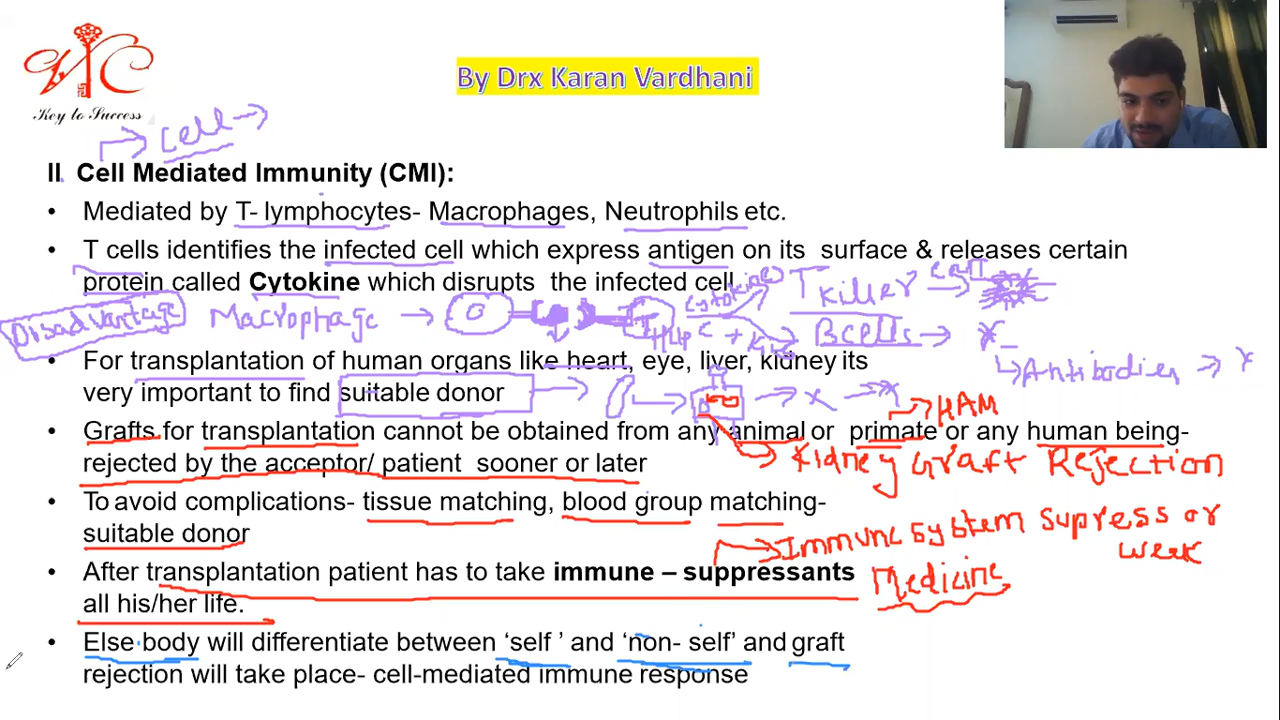 By Drx Karan Vardhani
Key to Success
Cell
II. Cell Mediated Immunity (CMI):
• Mediated by T- lymphocytes- Macrophages, Neutrophils etc.
• T cells identifies the infected cell which express antigen on its surface & releases certain
protein called Cytokine which disrupts the infected cell.
Disadvantage Macrophage
T Killer cell
B cells
Antibodies
• For transplantation of human organs like heart, eye, liver, kidney its
very important to find suitable donor
HAM
• Grafts for transplantation cannot be obtained from any animal or primate or any human being-
rejected by the acceptor/ patient sooner or later
Kidney Graft Rejection
• To avoid complications- tissue matching, blood group matching-
suitable donor
Immune system supress or
week
• After transplantation patient has to take immune – suppressants
all his/her life.
Medicine
• Else body will differentiate between ‘self ’ and ‘non- self’ and graft
rejection will take place- cell-mediated immune response